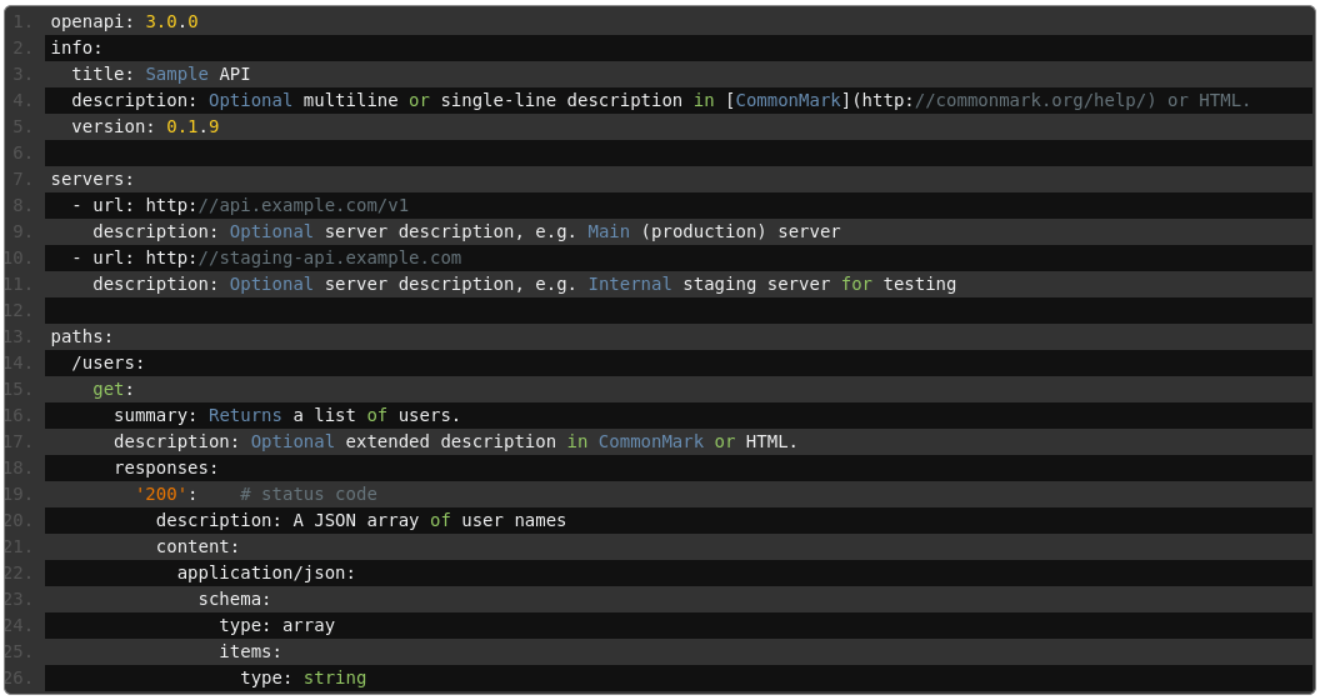 1. openapi: 3.0.0
2. info:
3.   title: Sample API
4.   description: Optional multiline or single-line description in [CommonMark](http://commonmark.org/help/) or HTML.
5.   version: 0.1.9
6.
7. servers:
8.   - url: http://api.example.com/v1
9.     description: Optional server description, e.g. Main (production) server
10.   - url: http://staging-api.example.com
11.     description: Optional server description, e.g. Internal staging server for testing
12.
13. paths:
14.   /users:
15.     get:
16.       summary: Returns a list of users.
17.       description: Optional extended description in CommonMark or HTML.
18.       responses:
19.         '200':    # status code
20.           description: A JSON array of user names
21.           content:
22.             application/json:
23.               schema:
24.                 type: array
25.                 items:
26.                   type: string